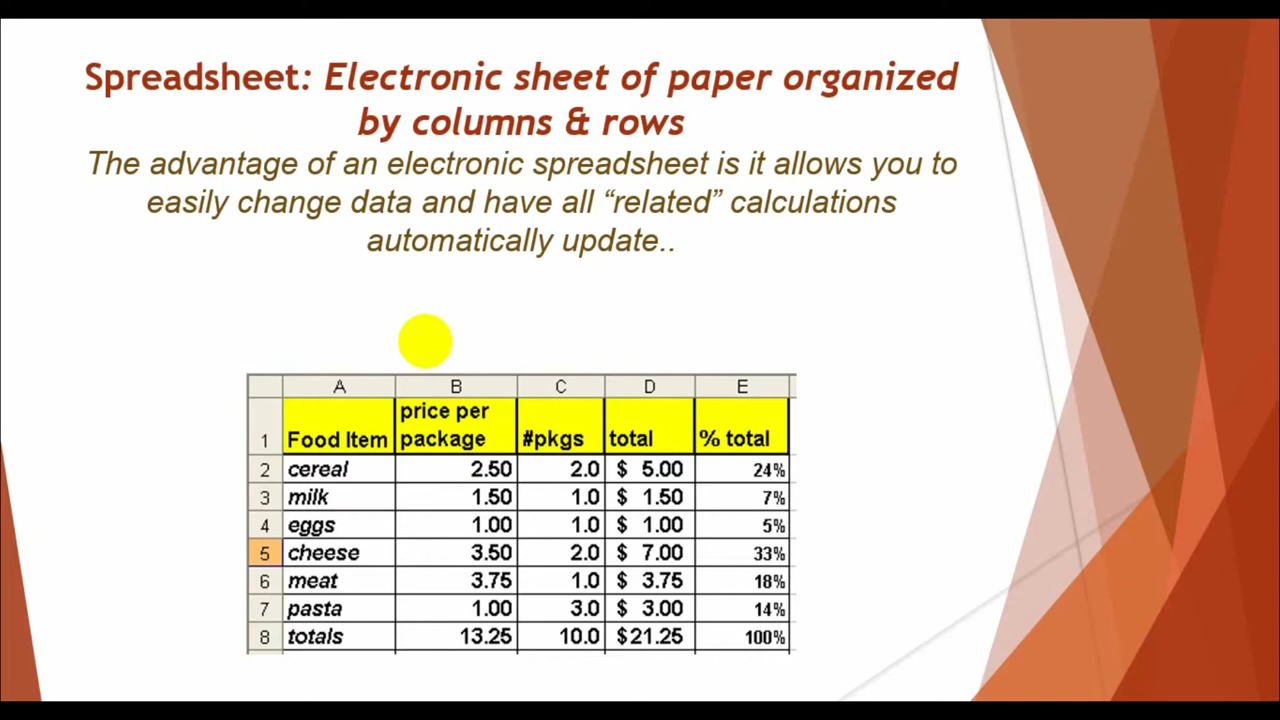 Spreadsheet: Electronic sheet of paper organized
by columns & rows
The advantage of an electronic spreadsheet is it allows you to
easily change data and have all “related” calculations
automatically update..
A B C D E
1 Food Item price per package #pkgs total % total
2 cereal 2.50 2.0 $ 5.00 24%
3 milk 1.50 1.0 $ 1.50 7%
4 eggs 1.00 1.0 $ 1.00 5%
5 cheese 3.50 2.0 $ 7.00 33%
6 meat 3.75 1.0 $ 3.75 18%
7 pasta 1.00 3.0 $ 3.00 14%
8 totals 13.25 10.0 $21.25 100%